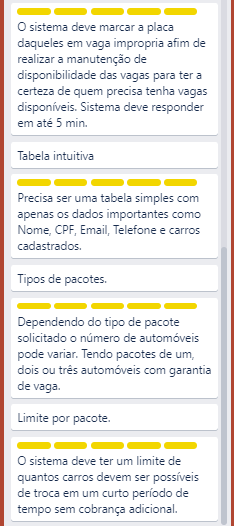 O sistema deve marcar a placa
daqueles em vaga impropria afim de
realizar a manutenção de
disponibilidade das vagas para ter a
certeza de quem precisa tenha vagas
disponíveis. Sistema deve responder
em até 5 min.
Tabela intuitiva
Precisa ser uma tabela simples com
apenas os dados importantes como
Nome, CPF, Email, Telefone e carros
cadastrados.
Tipos de pacotes.
Dependendo do tipo de pacote
solicitado o número de automóveis
pode variar. Tendo pacotes de um,
dois ou três automóveis com garantia
de vaga.
Limite por pacote.
O sistema deve ter um limite de
quantos carros devem ser possíveis
de troca em um curto período de
tempo sem cobrança adicional.